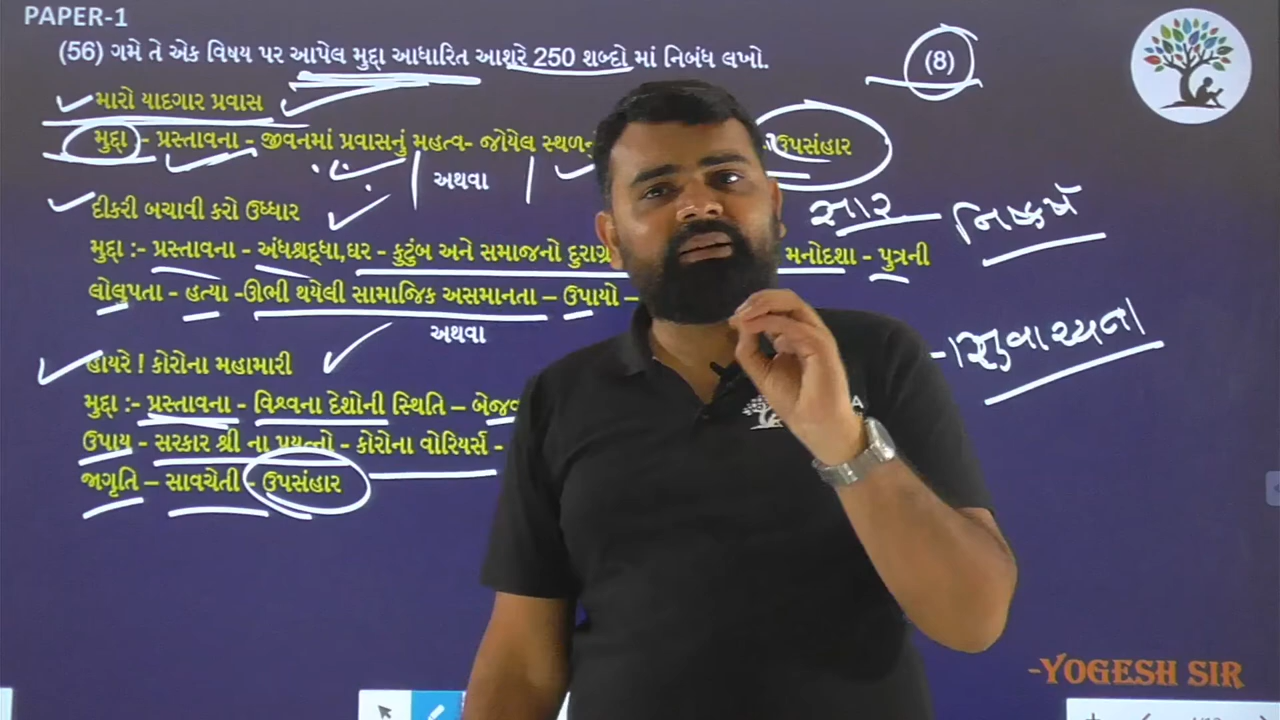 PAPER-1
(56) ગમે તે એક વિષય પર આપેલ મુદ્દા આધારિત આશરે 250 શબ્દો માં નિબંધ લખો. (8)
મારો યાદગાર પ્રવાસ
મુદ્દા - પ્રસ્તાવના - જીવનમાં પ્રવાસનું મહત્વ- જોયેલ ઉપસંહાર
અથવા
દીકરી બચાવી કરો ઉધ્ધાર
સાર નિષ્કર્ષ
મુદ્દા :- પ્રસ્તાવના - અંધશ્રદ્ધા,ઘર - કુટુંબ અને સમાજનો મનોદશા - પુત્રની
લોલુપતા - હત્યા -ઊભી થયેલી સામાજિક અસમાનતા – ઉપાયો –
અથવા
હાયરે ! કોરોના મહામારી
મુદ્દા :- પ્રસ્તાવના - વિશ્વના દેશોની સ્થિતિ –
ઉપાય - સરકાર શ્રી ના પ્રયત્નો - કોરોના વોરિયર્સ -
જાગૃતિ – સાવચેતી - ઉપસંહાર
-YOGESH SIR